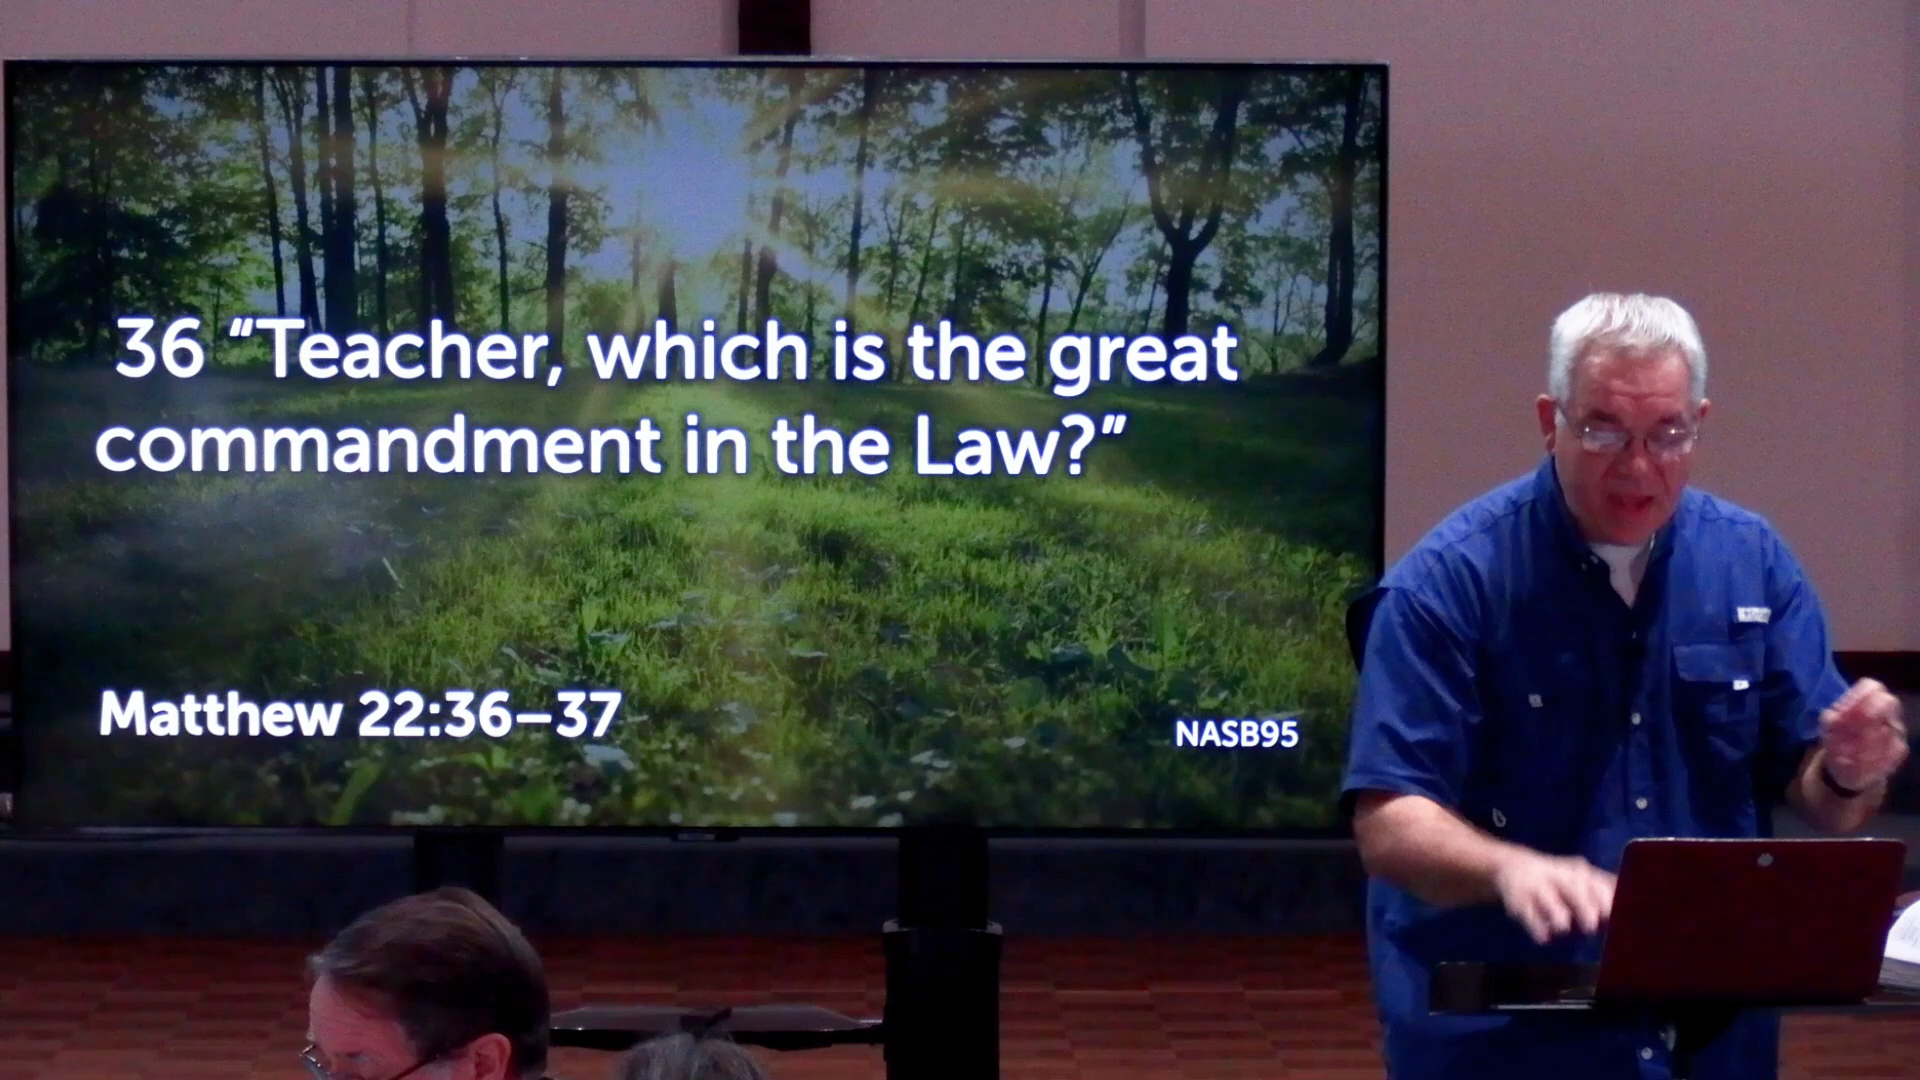 36 “Teacher, which is the great
commandment in the Law?”
Matthew 22:36–37
NASB95